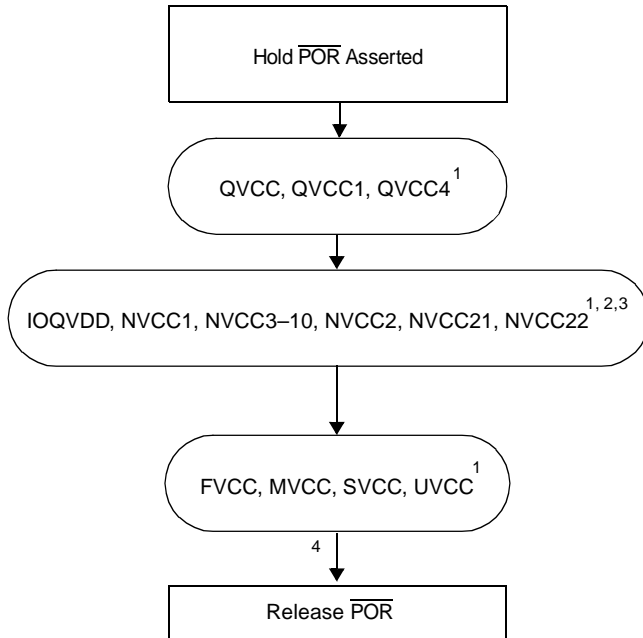 Hold POR Asserted
QVCC, QVCC1, QVCC4 1
IOQVDD, NVCC1, NVCC3–10, NVCC2, NVCC21, NVCC22 1, 2,3
FVCC, MVCC, SVCC, UVCC 1
4
Release POR